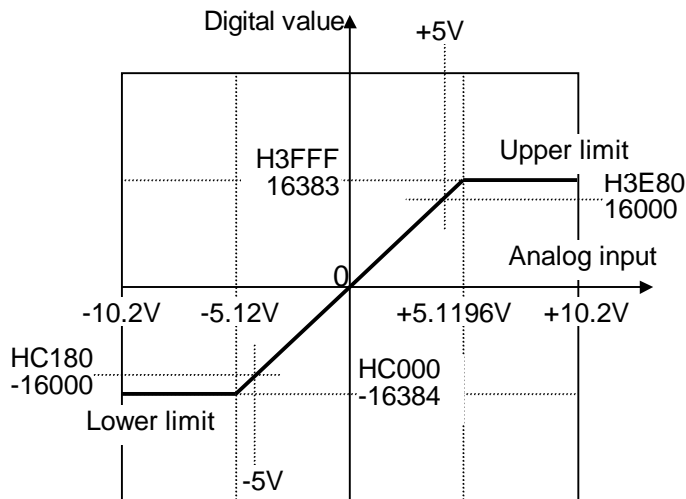 Digital value
+5V
H3FFF
16383
Upper limit
H3E80
16000
Analog input
0
-10.2V
-5.12V
+5.1196V
+10.2V
HC180
-16000
HC000
-16384
Lower limit
-5V